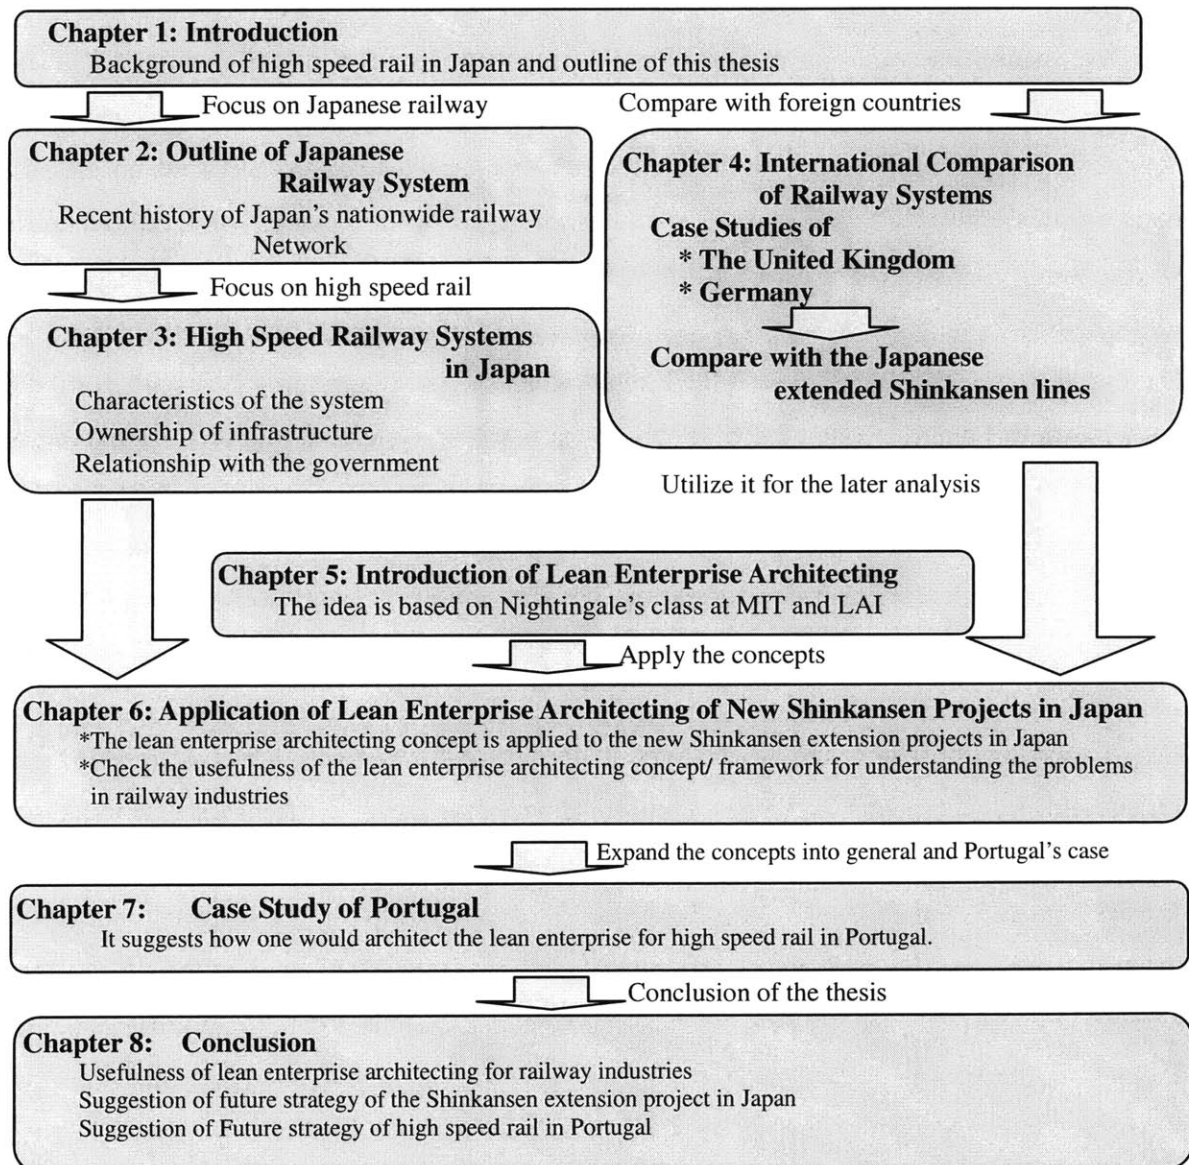 Chapter 1: Introduction
Background of high speed rail in Japan and outline of this thesis
Focus on Japanese railway
Compare with foreign countries
Chapter 2: Outline of Japanese
Railway System
Recent history of Japan's nationwide railway
Network
Focus on high speed rail
Chapter 3: High Speed Railway Systems
in Japan
Characteristics of the system
Ownership of infrastructure
Relationship with the government
Chapter 4: International Comparison
of Railway Systems
Case Studies of
* The United Kingdom
* Germany
Compare with the Japanese
extended Shinkansen lines
Utilize it for the later analysis
Chapter 5: Introduction of Lean Enterprise Architecting
The idea is based on Nightingale's class at MIT and LAI
Apply the concepts
Chapter 6: Application of Lean Enterprise Architecting of New Shinkansen Projects in Japan
*The lean enterprise architecting concept is applied to the new Shinkansen extension projects in Japan
*Check the usefulness of the lean enterprise architecting concept/ framework for understanding the problems
in railway industries
Expand the concepts into general and Portugal's case
Chapter 7: Case Study of Portugal
It suggests how one would architect the lean enterprise for high speed rail in Portugal.
Conclusion of the thesis
Chapter 8: Conclusion
Usefulness of lean enterprise architecting for railway industries
Suggestion of future strategy of the Shinkansen extension project in Japan
Suggestion of Future strategy of high speed rail in Portugal